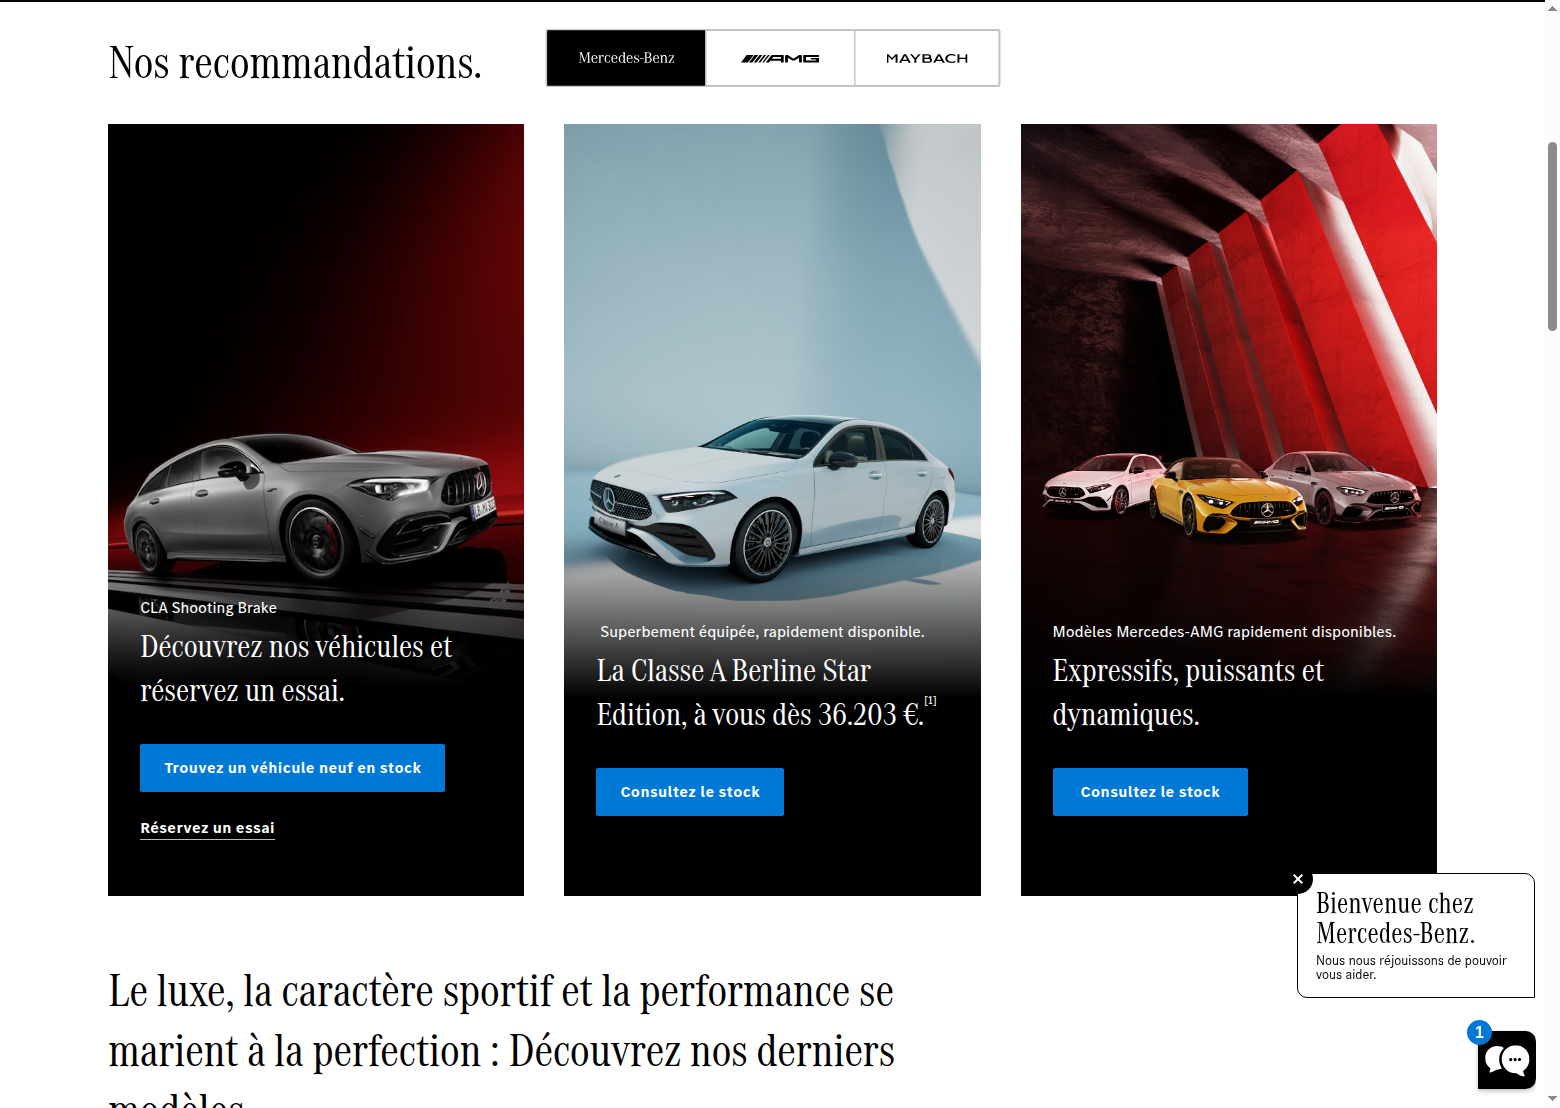 Nos recommandations.
Mercedes-Benz
AMG
MAYBACH
CLA Shooting Brake
Découvrez nos véhicules et
réservez un essai.
Trouvez un véhicule neuf en stock
Réservez un essai
Superbement équipée, rapidement disponible.
La Classe A Berline Star
Edition, à vous dès 36.203 €.[1]
Consultez le stock
Modèles Mercedes-AMG rapidement disponibles.
Expressifs, puissants et
dynamiques.
Consultez le stock
Bienvenue chez
Mercedes-Benz.
Nous nous réjouissons de pouvoir
vous aider.
1
Le luxe, la caractère sportif et la performance se
marient à la perfection : Découvrez nos derniers
modèles